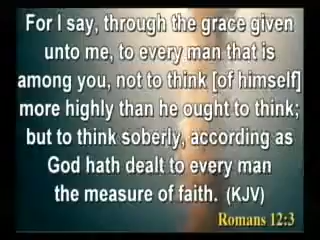 For I say, through the grace given
unto me, to every man that is
among you, not to think [of himself]
more highly than he ought to think;
but to think soberly, according as
God hath dealt to every man
the measure of faith. (KJV)
Romans 12:3